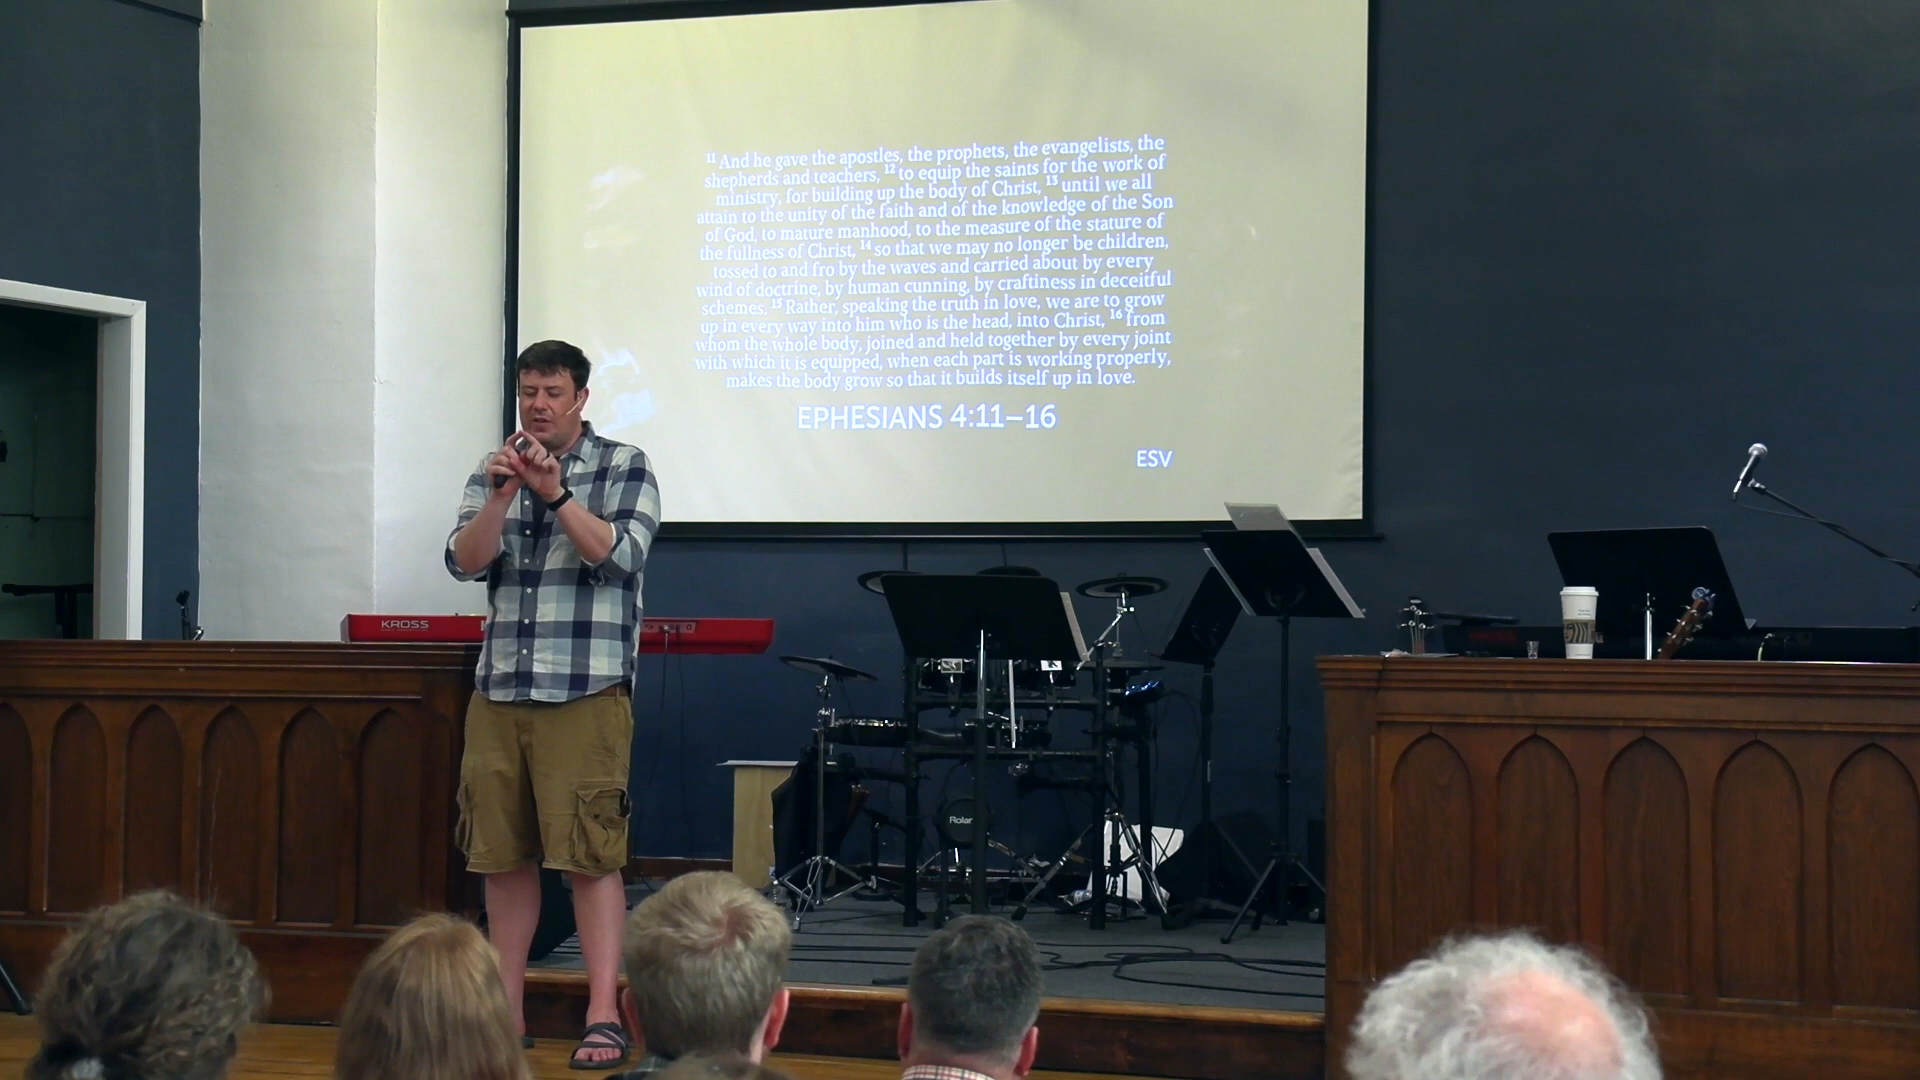 ¹¹ And he gave the apostles, the prophets, the evangelists, the
shepherds and teachers, ¹² to equip the saints for the work of
ministry, for building up the body of Christ, ¹³ until we all
attain to the unity of the faith and of the knowledge of the Son
of God, to mature manhood, to the measure of the stature of
the fullness of Christ, ¹⁴ so that we may no longer be children,
tossed to and fro by the waves and carried about by every
wind of doctrine, by human cunning, by craftiness in deceitful
schemes. ¹⁵ Rather, speaking the truth in love, we are to grow
up in every way into him who is the head, into Christ, ¹⁶ from
whom the whole body, joined and held together by every joint
with which it is equipped, when each part is working properly,
makes the body grow so that it builds itself up in love.
EPHESIANS 4:11–16
ESV
KROSS
Roland